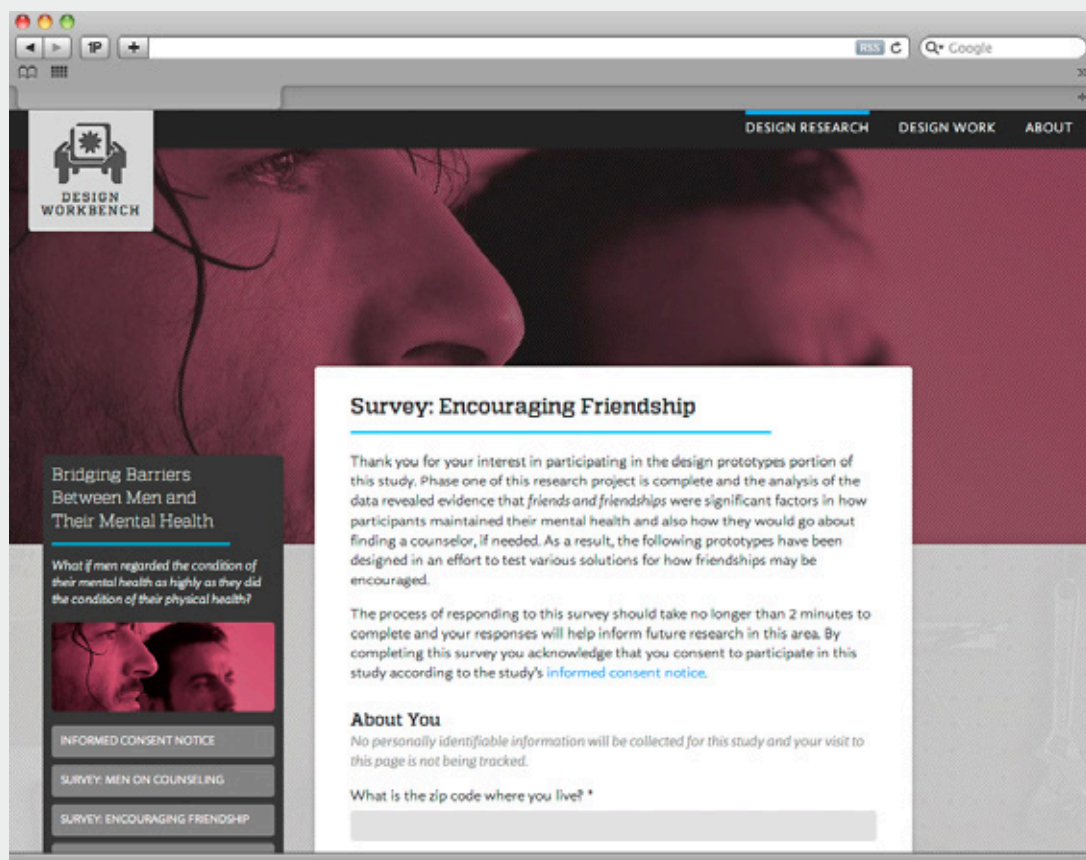 1P
+
RSS
Google
DESIGN RESEARCH
DESIGN WORK
ABOUT
DESIGN
WORKBENCH
Survey: Encouraging Friendship
Thank you for your interest in participating in the design prototypes portion of
this study. Phase one of this research project is complete and the analysis of the
data revealed evidence that friends and friendships were significant factors in how
participants maintained their mental health and also how they would go about
finding a counselor, if needed. As a result, the following prototypes have been
designed in an effort to test various solutions for how friendships may be
encouraged.
The process of responding to this survey should take no longer than 2 minutes to
complete and your responses will help inform future research in this area. By
completing this survey you acknowledge that you consent to participate in this
study according to the study's informed consent notice.
About You
No personally identifiable information will be collected for this study and your visit to
this page is not being tracked.
What is the zip code where you live? *
Bridging Barriers
Between Men and
Their Mental Health
What if men regarded the condition of
their mental health as highly as they did
the condition of their physical health?
INFORMED CONSENT NOTICE
SURVEY: MEN ON COUNSELING
SURVEY: ENCOURAGING FRIENDSHIP